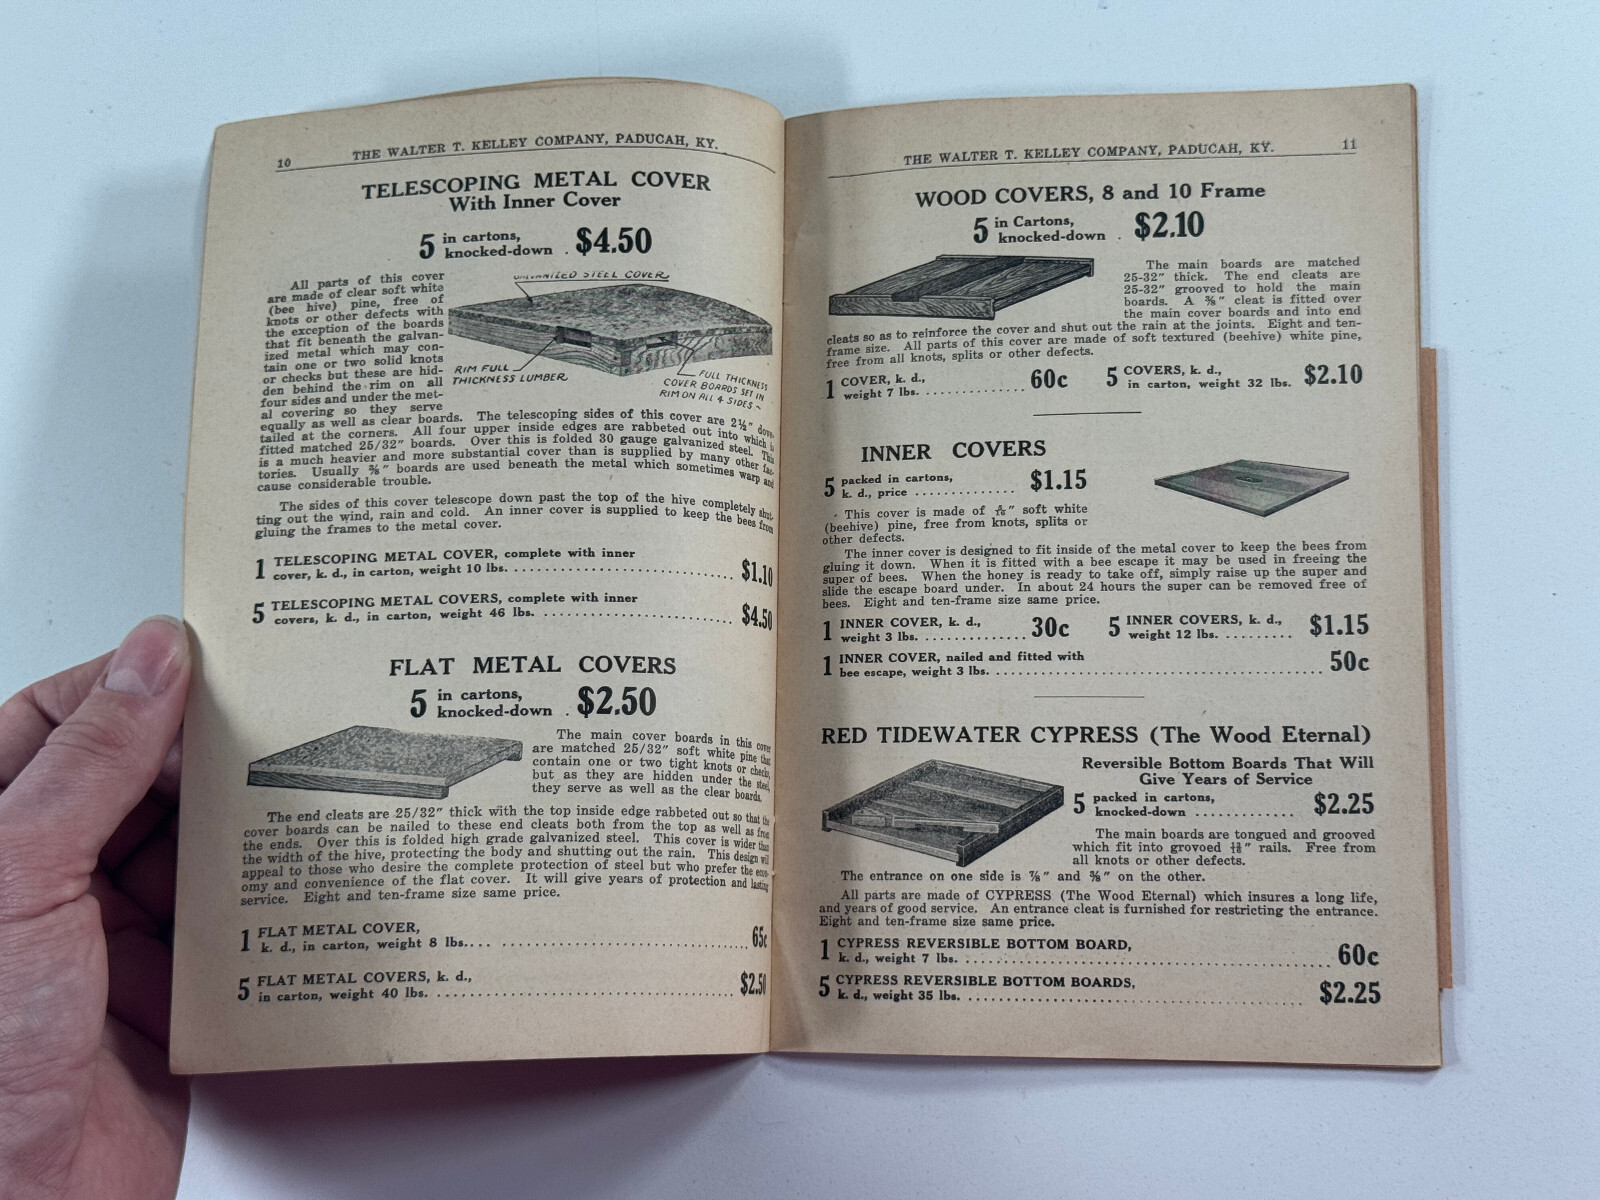 10
THE WALTER T. KELLEY COMPANY, PADUCAH, KY.
TELESCOPING METAL COVER
With Inner Cover
5 in cartons, knocked-down . $4.50
GALVANIZED STEEL COVER
RIM FULL
THICKNESS LUMBER
FULL THICKNESS
COVER BOARDS SET IN
RIM ON ALL 4 SIDES
All parts of this cover
are made of clear soft white
(bee hive) pine, free of
knots or other defects with
the exception of the boards
that fit beneath the galvan-
ized metal which may con-
tain one or two solid knots
or checks but these are hid-
den behind the rim on all
four sides and under the met-
al covering so they serve
equally as well as clear boards. The telescoping sides of this cover are 2½" dove-
tailed at the corners. All four upper inside edges are rabbeted out into which is
fitted matched 25/32" boards. Over this is folded 30 gauge galvanized steel. This
is a much heavier and more substantial cover than is supplied by many other fac-
tories. Usually ⅜" boards are used beneath the metal which sometimes warp and
cause considerable trouble.
The sides of this cover telescope down past the top of the hive completely shut-
ting out the wind, rain and cold. An inner cover is supplied to keep the bees from
gluing the frames to the metal cover.
1 TELESCOPING METAL COVER, complete with inner
cover, k. d., in carton, weight 10 lbs. $1.10
5 TELESCOPING METAL COVERS, complete with inner
covers, k. d., in carton, weight 46 lbs. $4.50
FLAT METAL COVERS
5 in cartons, knocked-down . $2.50
The main cover boards in this cover
are matched 25/32" soft white pine that
contain one or two tight knots or checks,
but as they are hidden under the steel,
they serve as well as the clear boards.
The end cleats are 25/32" thick with the top inside edge rabbeted out so that the
cover boards can be nailed to these end cleats both from the top as well as from
the ends. Over this is folded high grade galvanized steel. This cover is wider than
the width of the hive, protecting the body and shutting out the rain. This design will
appeal to those who desire the complete protection of steel but who prefer the econ-
omy and convenience of the flat cover. It will give years of protection and lasting
service. Eight and ten-frame size same price.
1 FLAT METAL COVER,
k. d., in carton, weight 8 lbs. 65c
5 FLAT METAL COVERS, k. d.,
in carton, weight 40 lbs. $2.50
THE WALTER T. KELLEY COMPANY, PADUCAH, KY.
11
WOOD COVERS, 8 and 10 Frame
5 in Cartons, knocked-down . $2.10
The main boards are matched
25-32" thick. The end cleats are
25-32" grooved to hold the main
boards. A ⅜" cleat is fitted over
the main cover boards and into end
cleats so as to reinforce the cover and shut out the rain at the joints. Eight and ten-
frame size. All parts of this cover are made of soft textured (beehive) white pine,
free from all knots, splits or other defects.
1 COVER, k. d., weight 7 lbs. 60c
5 COVERS, k. d., in carton, weight 32 lbs. $2.10
INNER COVERS
5 packed in cartons, k. d., price $1.15
This cover is made of " soft white
(beehive) pine, free from knots, splits or
other defects.
The inner cover is designed to fit inside of the metal cover to keep the bees from
gluing it down. When it is fitted with a bee escape it may be used in freeing the
super of bees. When the honey is ready to take off, simply raise up the super and
slide the escape board under. In about 24 hours the super can be removed free of
bees. Eight and ten-frame size same price.
1 INNER COVER, k. d., weight 3 lbs. 30c
5 INNER COVERS, k. d., weight 12 lbs. $1.15
1 INNER COVER, nailed and fitted with
bee escape, weight 3 lbs. 50c
RED TIDEWATER CYPRESS (The Wood Eternal)
Reversible Bottom Boards That Will
Give Years of Service
5 packed in cartons, knocked-down $2.25
The main boards are tongued and grooved
which fit into grovoed " rails. Free from
all knots or other defects.
The entrance on one side is ⅞" and ⅜" on the other.
All parts are made of CYPRESS (The Wood Eternal) which insures a long life,
and years of good service. An entrance cleat is furnished for restricting the entrance.
Eight and ten-frame size same price.
1 CYPRESS REVERSIBLE BOTTOM BOARD,
k. d., weight 7 lbs. 60c
5 CYPRESS REVERSIBLE BOTTOM BOARDS,
k. d., weight 35 lbs. $2.25